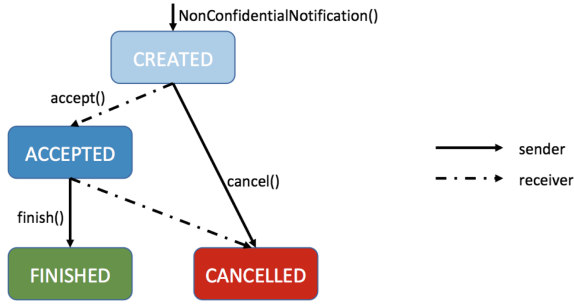 NonConfidentialNotification()
CREATED
accept()
ACCEPTED
sender
cancel()
receiver
finish()
FINISHED
CANCELLED